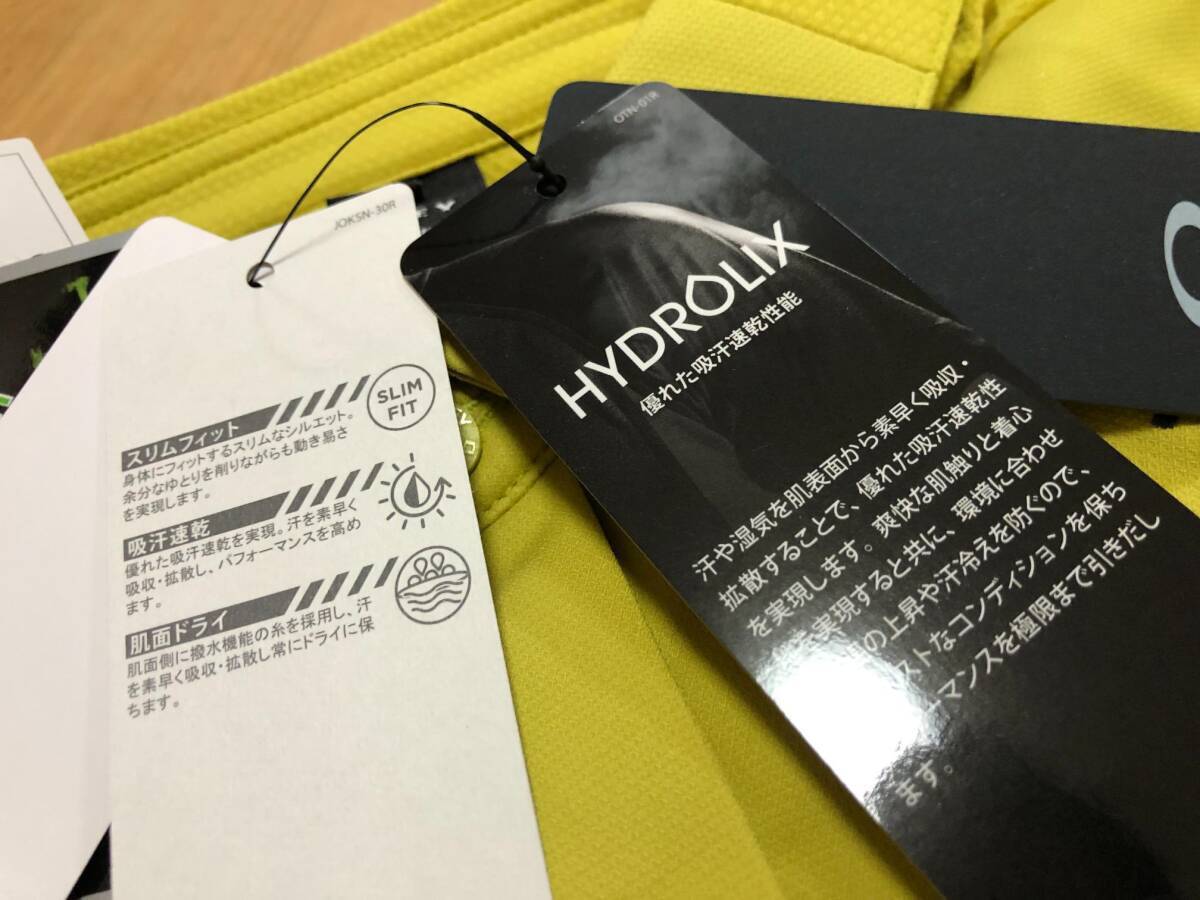 JOKSN-30R
スリムフィット
SLIM
FIT
身体にフィットするスリムなシルエット。
余分なゆとりを削りながらも動き易さ
を実現します。
吸汗速乾
優れた吸汗速乾を実現。汗を素早く
吸収・拡散し、パフォーマンスを高め
ます。
肌面ドライ
肌面側に撥水機能の糸を採用し、汗
を素早く吸収・拡散し常にドライに保
ちます。
OTN-01R
HYDROLIX
優れた吸汗速乾性能
汗や湿気を肌表面から素早く吸収・
拡散することで、優れた吸汗速乾性
を実現します。爽快な肌触りと着心
実現すると共に、環境に合わせ
の上昇や汗冷えを防ぐので、
ストなコンディションを保ち
マンスを極限まで引きだし
ます。